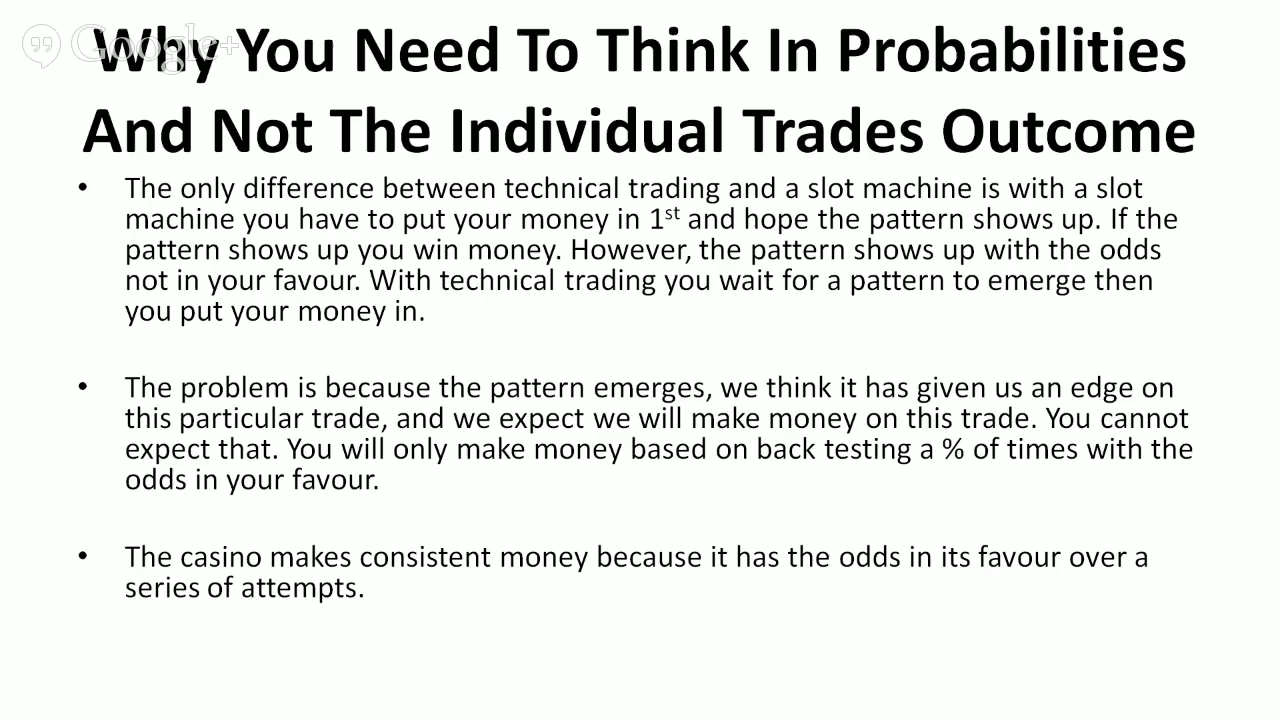 Google+
Why You Need To Think In Probabilities
And Not The Individual Trades Outcome
• The only difference between technical trading and a slot machine is with a slot
machine you have to put your money in 1st and hope the pattern shows up. If the
pattern shows up you win money. However, the pattern shows up with the odds
not in your favour. With technical trading you wait for a pattern to emerge then
you put your money in.
• The problem is because the pattern emerges, we think it has given us an edge on
this particular trade, and we expect we will make money on this trade. You cannot
expect that. You will only make money based on back testing a % of times with the
odds in your favour.
• The casino makes consistent money because it has the odds in its favour over a
series of attempts.